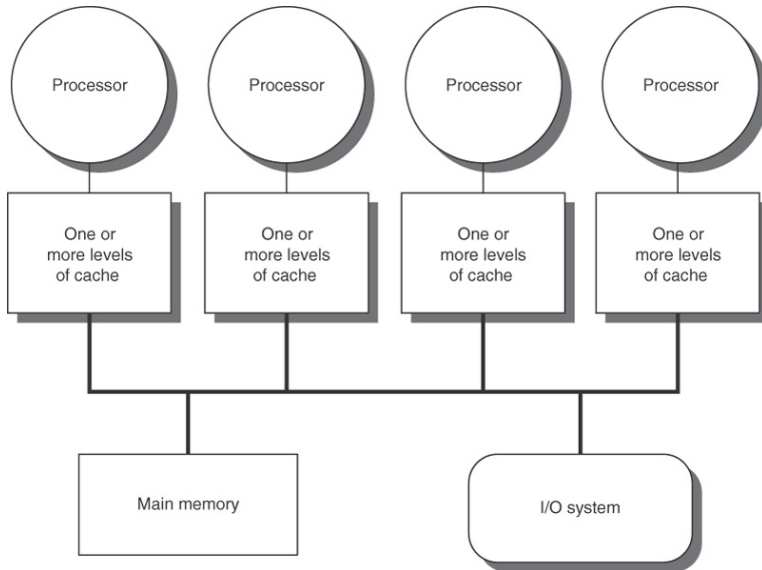 Processor
Processor
Processor
Processor
One or
more levels
of cache
One or
more levels
of cache
One or
more levels
of cache
One or
more levels
of cache
Main memory
I/O system